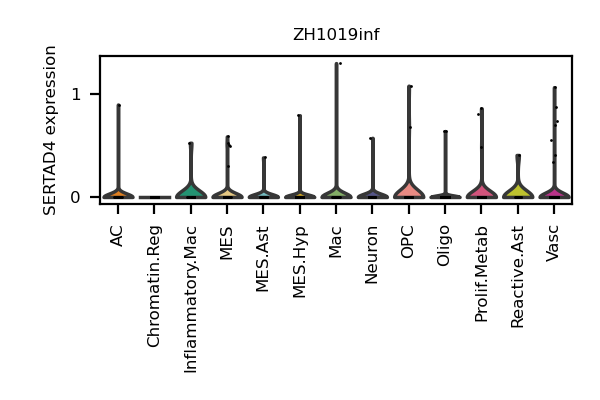 ZH1019inf
SERTAD4 expression
1
0
AC
Chromatin.Reg
Inflammatory.Mac
MES
MES.Ast
MES.Hyp
Mac
Neuron
OPC
Oligo
Prolif.Metab
Reactive.Ast
Vasc